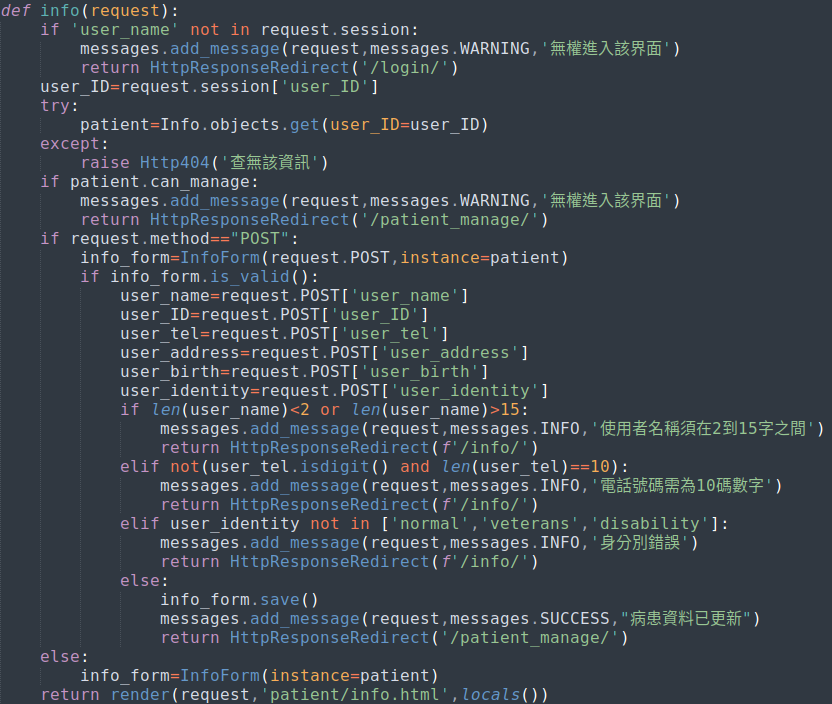 def info(request):
    if 'user_name' not in request.session:
        messages.add_message(request,messages.WARNING,'無權進入該界面')
        return HttpResponseRedirect('/login/')
    user_ID=request.session['user_ID']
    try:
        patient=Info.objects.get(user_ID=user_ID)
    except:
        raise Http404('查無該資訊')
    if patient.can_manage:
        messages.add_message(request,messages.WARNING,'無權進入該界面')
        return HttpResponseRedirect('/patient_manage/')
    if request.method=="POST":
        info_form=InfoForm(request.POST,instance=patient)
        if info_form.is_valid():
            user_name=request.POST['user_name']
            user_ID=request.POST['user_ID']
            user_tel=request.POST['user_tel']
            user_address=request.POST['user_address']
            user_birth=request.POST['user_birth']
            user_identity=request.POST['user_identity']
            if len(user_name)<2 or len(user_name)>15:
                messages.add_message(request,messages.INFO,'使用者名稱須在2到15字之間')
                return HttpResponseRedirect(f'/info/')
            elif not(user_tel.isdigit() and len(user_tel)==10):
                messages.add_message(request,messages.INFO,'電話號碼需為10碼數字')
                return HttpResponseRedirect(f'/info/')
            elif user_identity not in ['normal','veterans','disability']:
                messages.add_message(request,messages.INFO,'身分別錯誤')
                return HttpResponseRedirect(f'/info/')
            else:
                info_form.save()
                messages.add_message(request,messages.SUCCESS,"病患資料已更新")
                return HttpResponseRedirect('/patient_manage/')
    else:
        info_form=InfoForm(instance=patient)
    return render(request,'patient/info.html',locals())